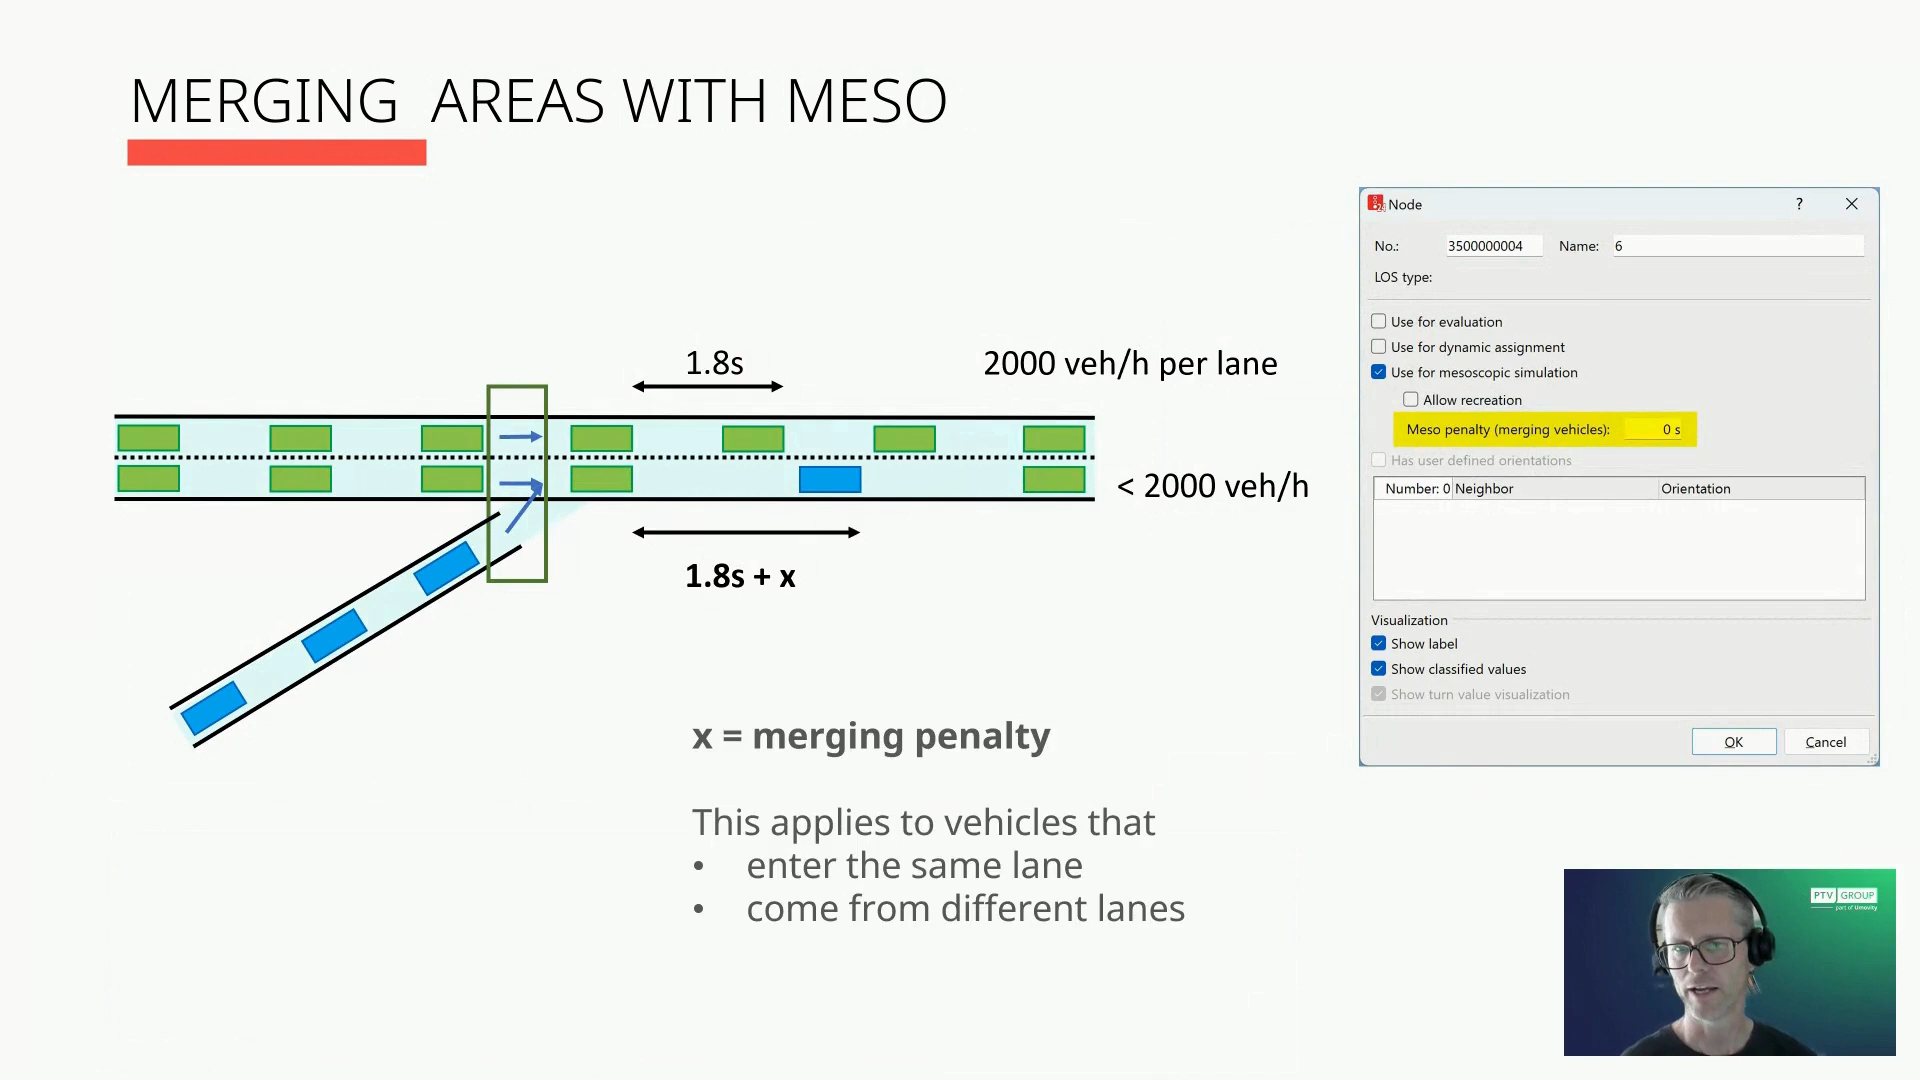 MERGING AREAS WITH MESO
Node
?
No.: 3500000004 Name: 6
LOS type:
Use for evaluation
Use for dynamic assignment
Use for mesoscopic simulation
Allow recreation
Meso penalty (merging vehicles): 0 s
Has user defined orientations
Number: 0 Neighbor Orientation
Visualization
Show label
Show classified values
Show turn value visualization
OK Cancel
1.8s
2000 veh/h per lane
< 2000 veh/h
1.8s + x
x = merging penalty
This applies to vehicles that
• enter the same lane
• come from different lanes
PTV GROUP
part of Umovity